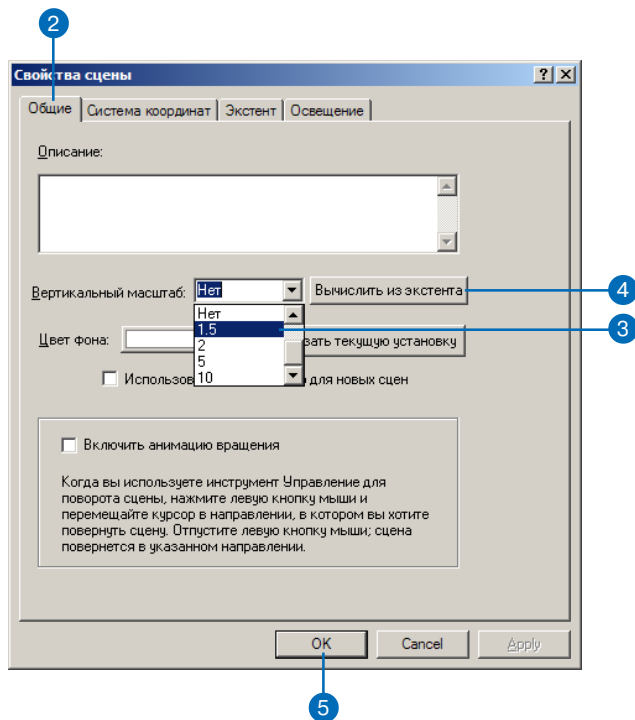 2
Свойства сцены
Общие Система координат Экстент Освещение
Описание:
Вертикальный масштаб: Нет Вычислить из экстента 4
Нет
1.5 3
Цвет фона: 2 зать текущую установку
5
Использов 10 для новых сцен
Включить анимацию вращения
Когда вы используете инструмент Управление для
поворота сцены, нажмите левую кнопку мыши и
перемещайте курсор в направлении, в котором вы хотите
повернуть сцену. Отпустите левую кнопку мыши; сцена
повернется в указанном направлении.
OK Cancel Apply
5